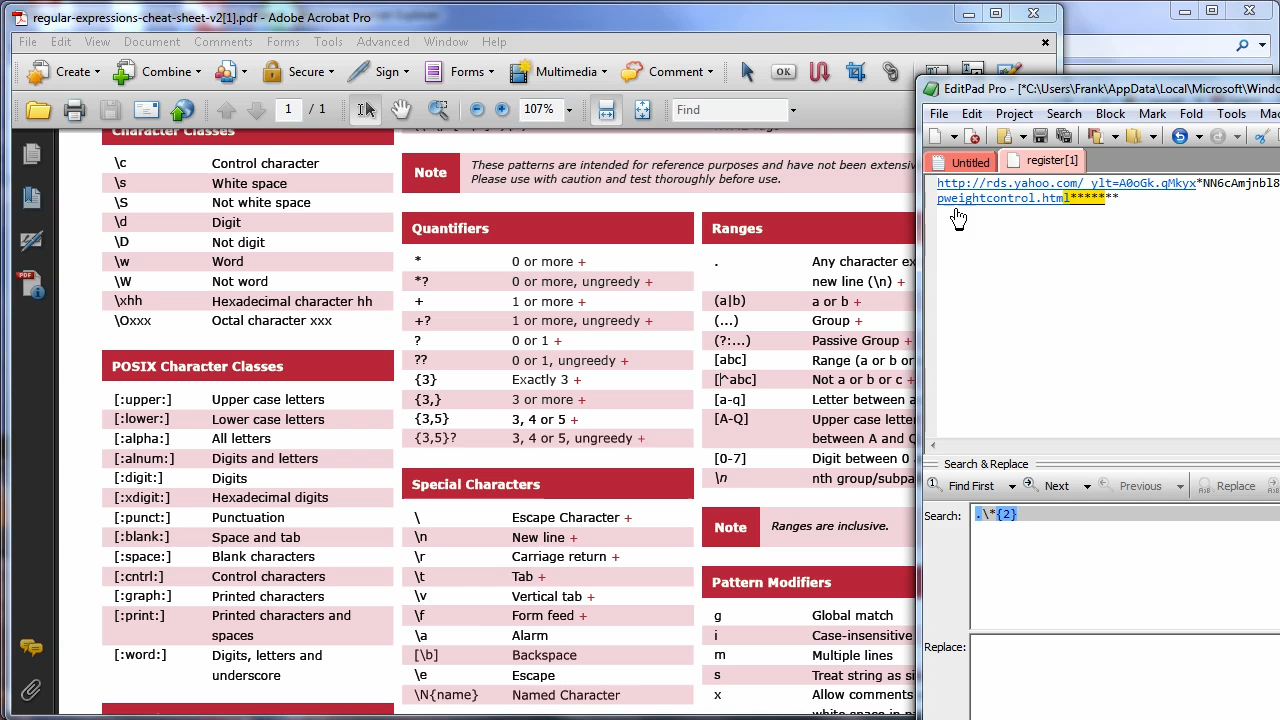 regular-expressions-cheat-sheet-v2[1].pdf - Adobe Acrobat Pro
File Edit View Document Comments Forms Tools Advanced Window Help
Create Combine Secure Sign Forms Multimedia Comment OK
1 / 1 107% Find
Character Classes
\c Control character
\s White space
\S Not white space
\d Digit
\D Not digit
\w Word
\W Not word
\xhh Hexadecimal character hh
\Oxxx Octal character xxx
POSIX Character Classes
[:upper:] Upper case letters
[:lower:] Lower case letters
[:alpha:] All letters
[:alnum:] Digits and letters
[:digit:] Digits
[:xdigit:] Hexadecimal digits
[:punct:] Punctuation
[:blank:] Space and tab
[:space:] Blank characters
[:cntrl:] Control characters
[:graph:] Printed characters
[:print:] Printed characters and
spaces
[:word:] Digits, letters and
underscore
Note These patterns are intended for reference purposes and have not been extensiv
Please use with caution and test thoroughly before use.
Quantifiers
* 0 or more +
*? 0 or more, ungreedy +
+ 1 or more +
+? 1 or more, ungreedy +
? 0 or 1 +
?? 0 or 1, ungreedy +
{3} Exactly 3 +
{3,} 3 or more +
{3,5} 3, 4 or 5 +
{3,5}? 3, 4 or 5, ungreedy +
Special Characters
\ Escape Character +
\n New line +
\r Carriage return +
\t Tab +
\v Vertical tab +
\f Form feed +
\a Alarm
[\b] Backspace
\e Escape
\N{name} Named Character
Ranges
. Any character ex
new line (\n) +
(a|b) a or b +
(...) Group +
(?:...) Passive Group +
[abc] Range (a or b or
[^abc] Not a or b or c +
[a-q] Letter between a
[A-Q] Upper case letter
between A and Q
[0-7] Digit between 0
\n nth group/subpa
Note Ranges are inclusive.
Pattern Modifiers
g Global match
i Case-insensitive
m Multiple lines
s Treat string as si
x Allow comments
white space in p
EditPad Pro - [*C:\Users\Frank\AppData\Local\Microsoft\Windo
File Edit Project Search Block Mark Fold Tools Mac
Untitled register[1]
http://rds.yahoo.com/_ylt=A0oGk.qMkyx*NN6cAmjnbl8
pweightcontrol.html*******
Search & Replace
Find First Next Previous Replace
Search: .\*{2}
Replace: